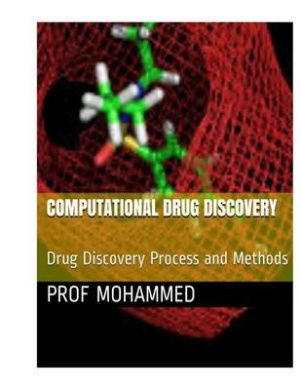 COMPUTATIONAL DRUG DISCOVERY
Drug Discovery Process and Methods
PROF MOHAMMED